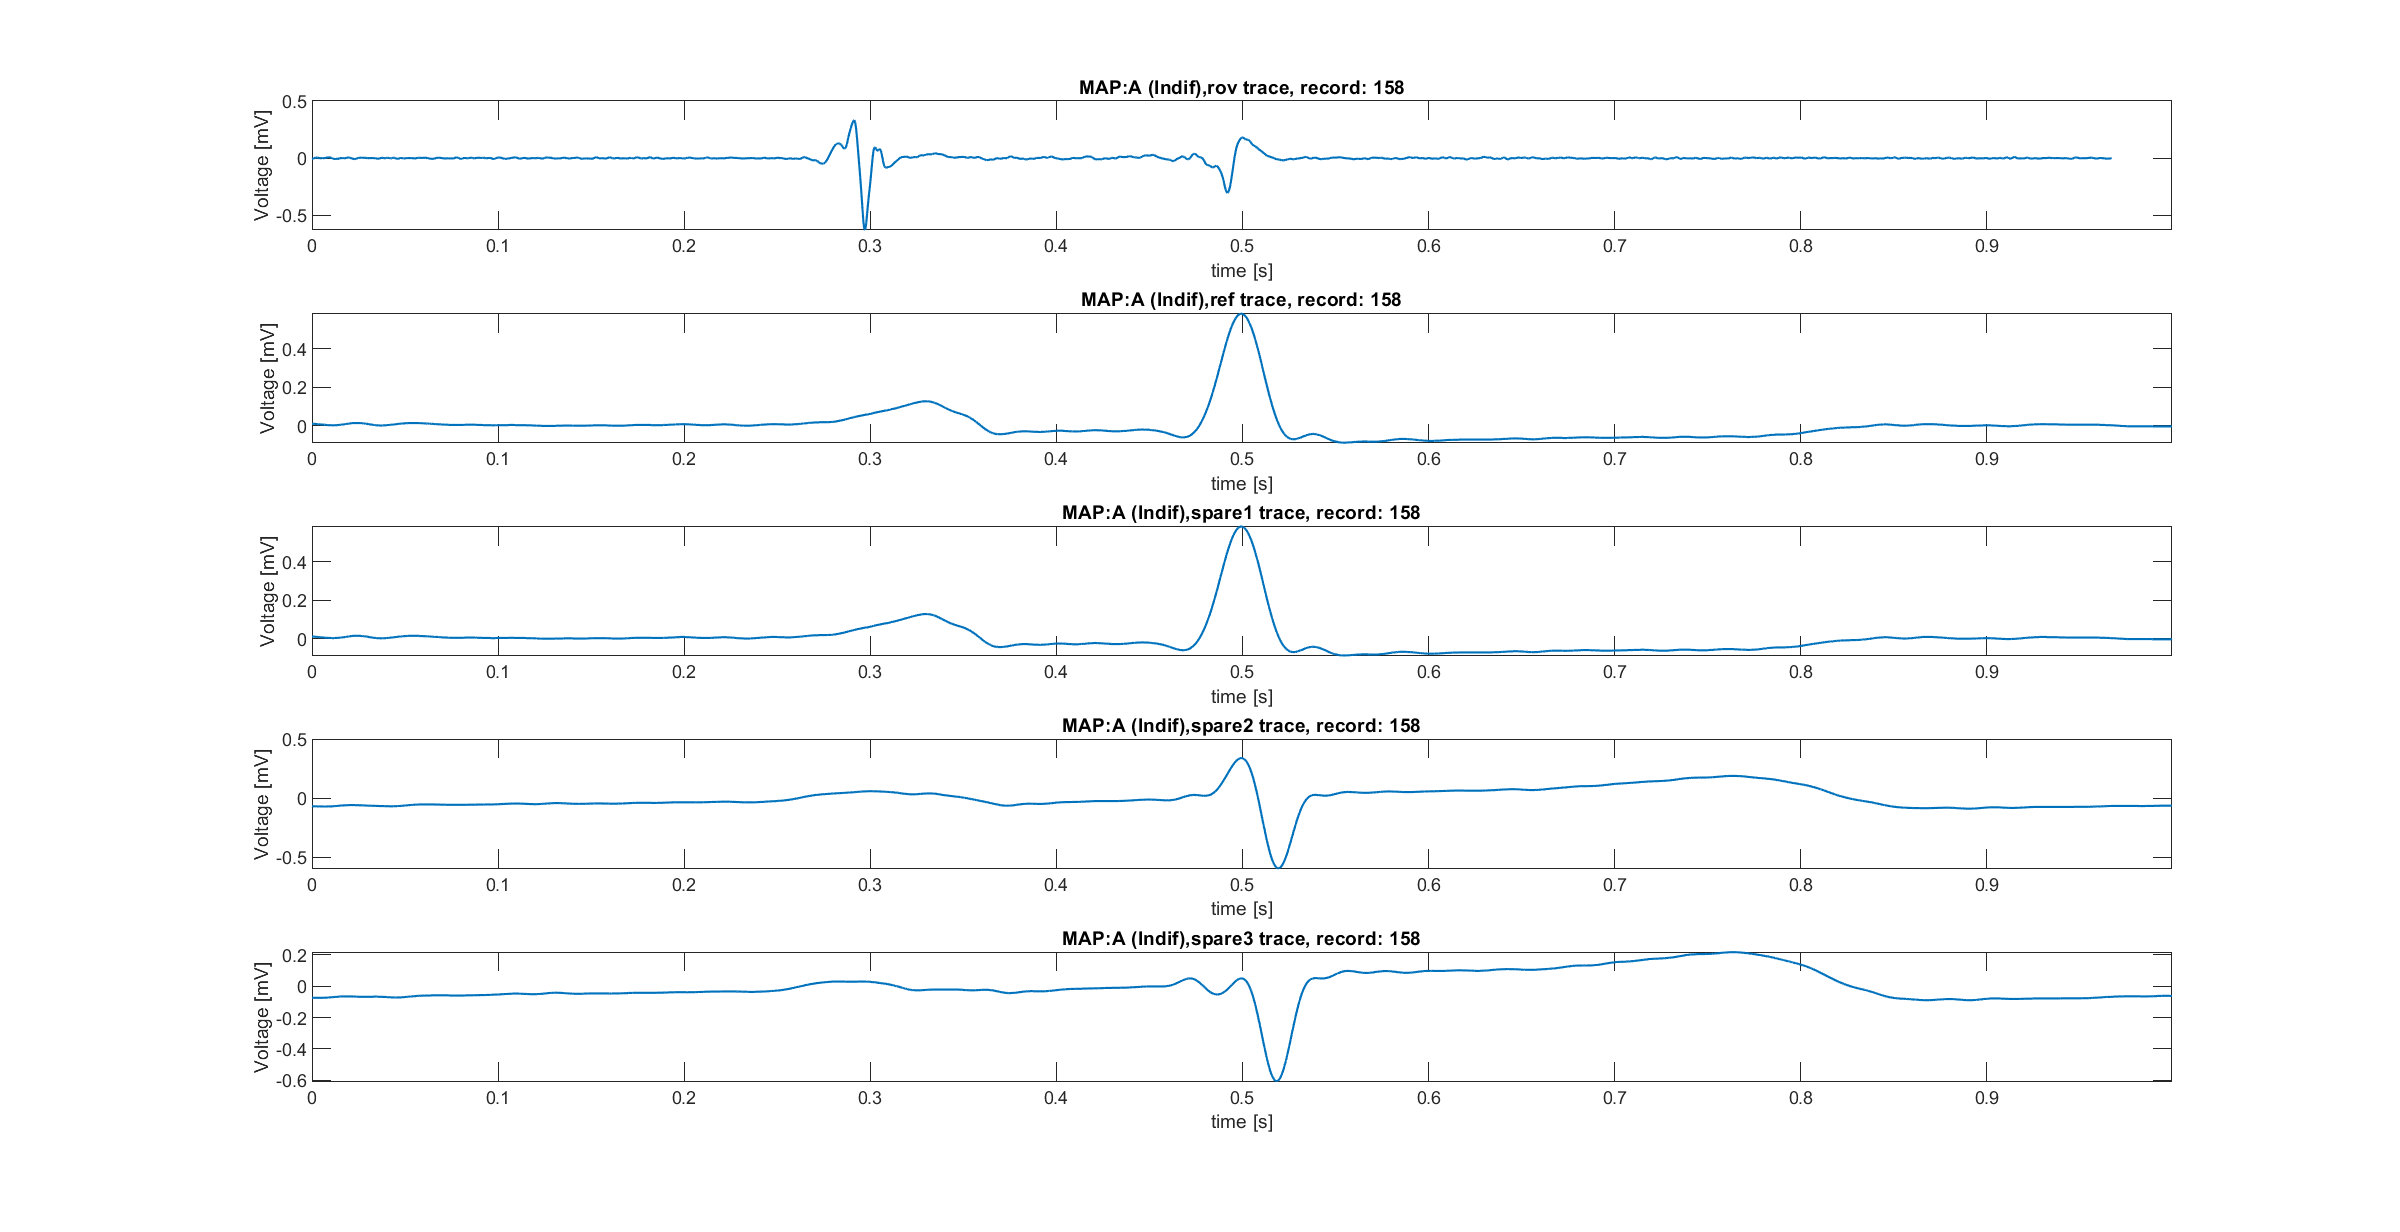 MAP:A (Indif),rov trace, record: 158
Voltage [mV]
0.5
0
-0.5
0 0.1 0.2 0.3 0.4 0.5 0.6 0.7 0.8 0.9
time [s]
MAP:A (Indif),ref trace, record: 158
Voltage [mV]
0.4
0.2
0
0 0.1 0.2 0.3 0.4 0.5 0.6 0.7 0.8 0.9
time [s]
MAP:A (Indif),spare1 trace, record: 158
Voltage [mV]
0.4
0.2
0
0 0.1 0.2 0.3 0.4 0.5 0.6 0.7 0.8 0.9
time [s]
MAP:A (Indif),spare2 trace, record: 158
Voltage [mV]
0.5
0
-0.5
0 0.1 0.2 0.3 0.4 0.5 0.6 0.7 0.8 0.9
time [s]
MAP:A (Indif),spare3 trace, record: 158
Voltage [mV]
0.2
0
-0.2
-0.4
-0.6
0 0.1 0.2 0.3 0.4 0.5 0.6 0.7 0.8 0.9
time [s]